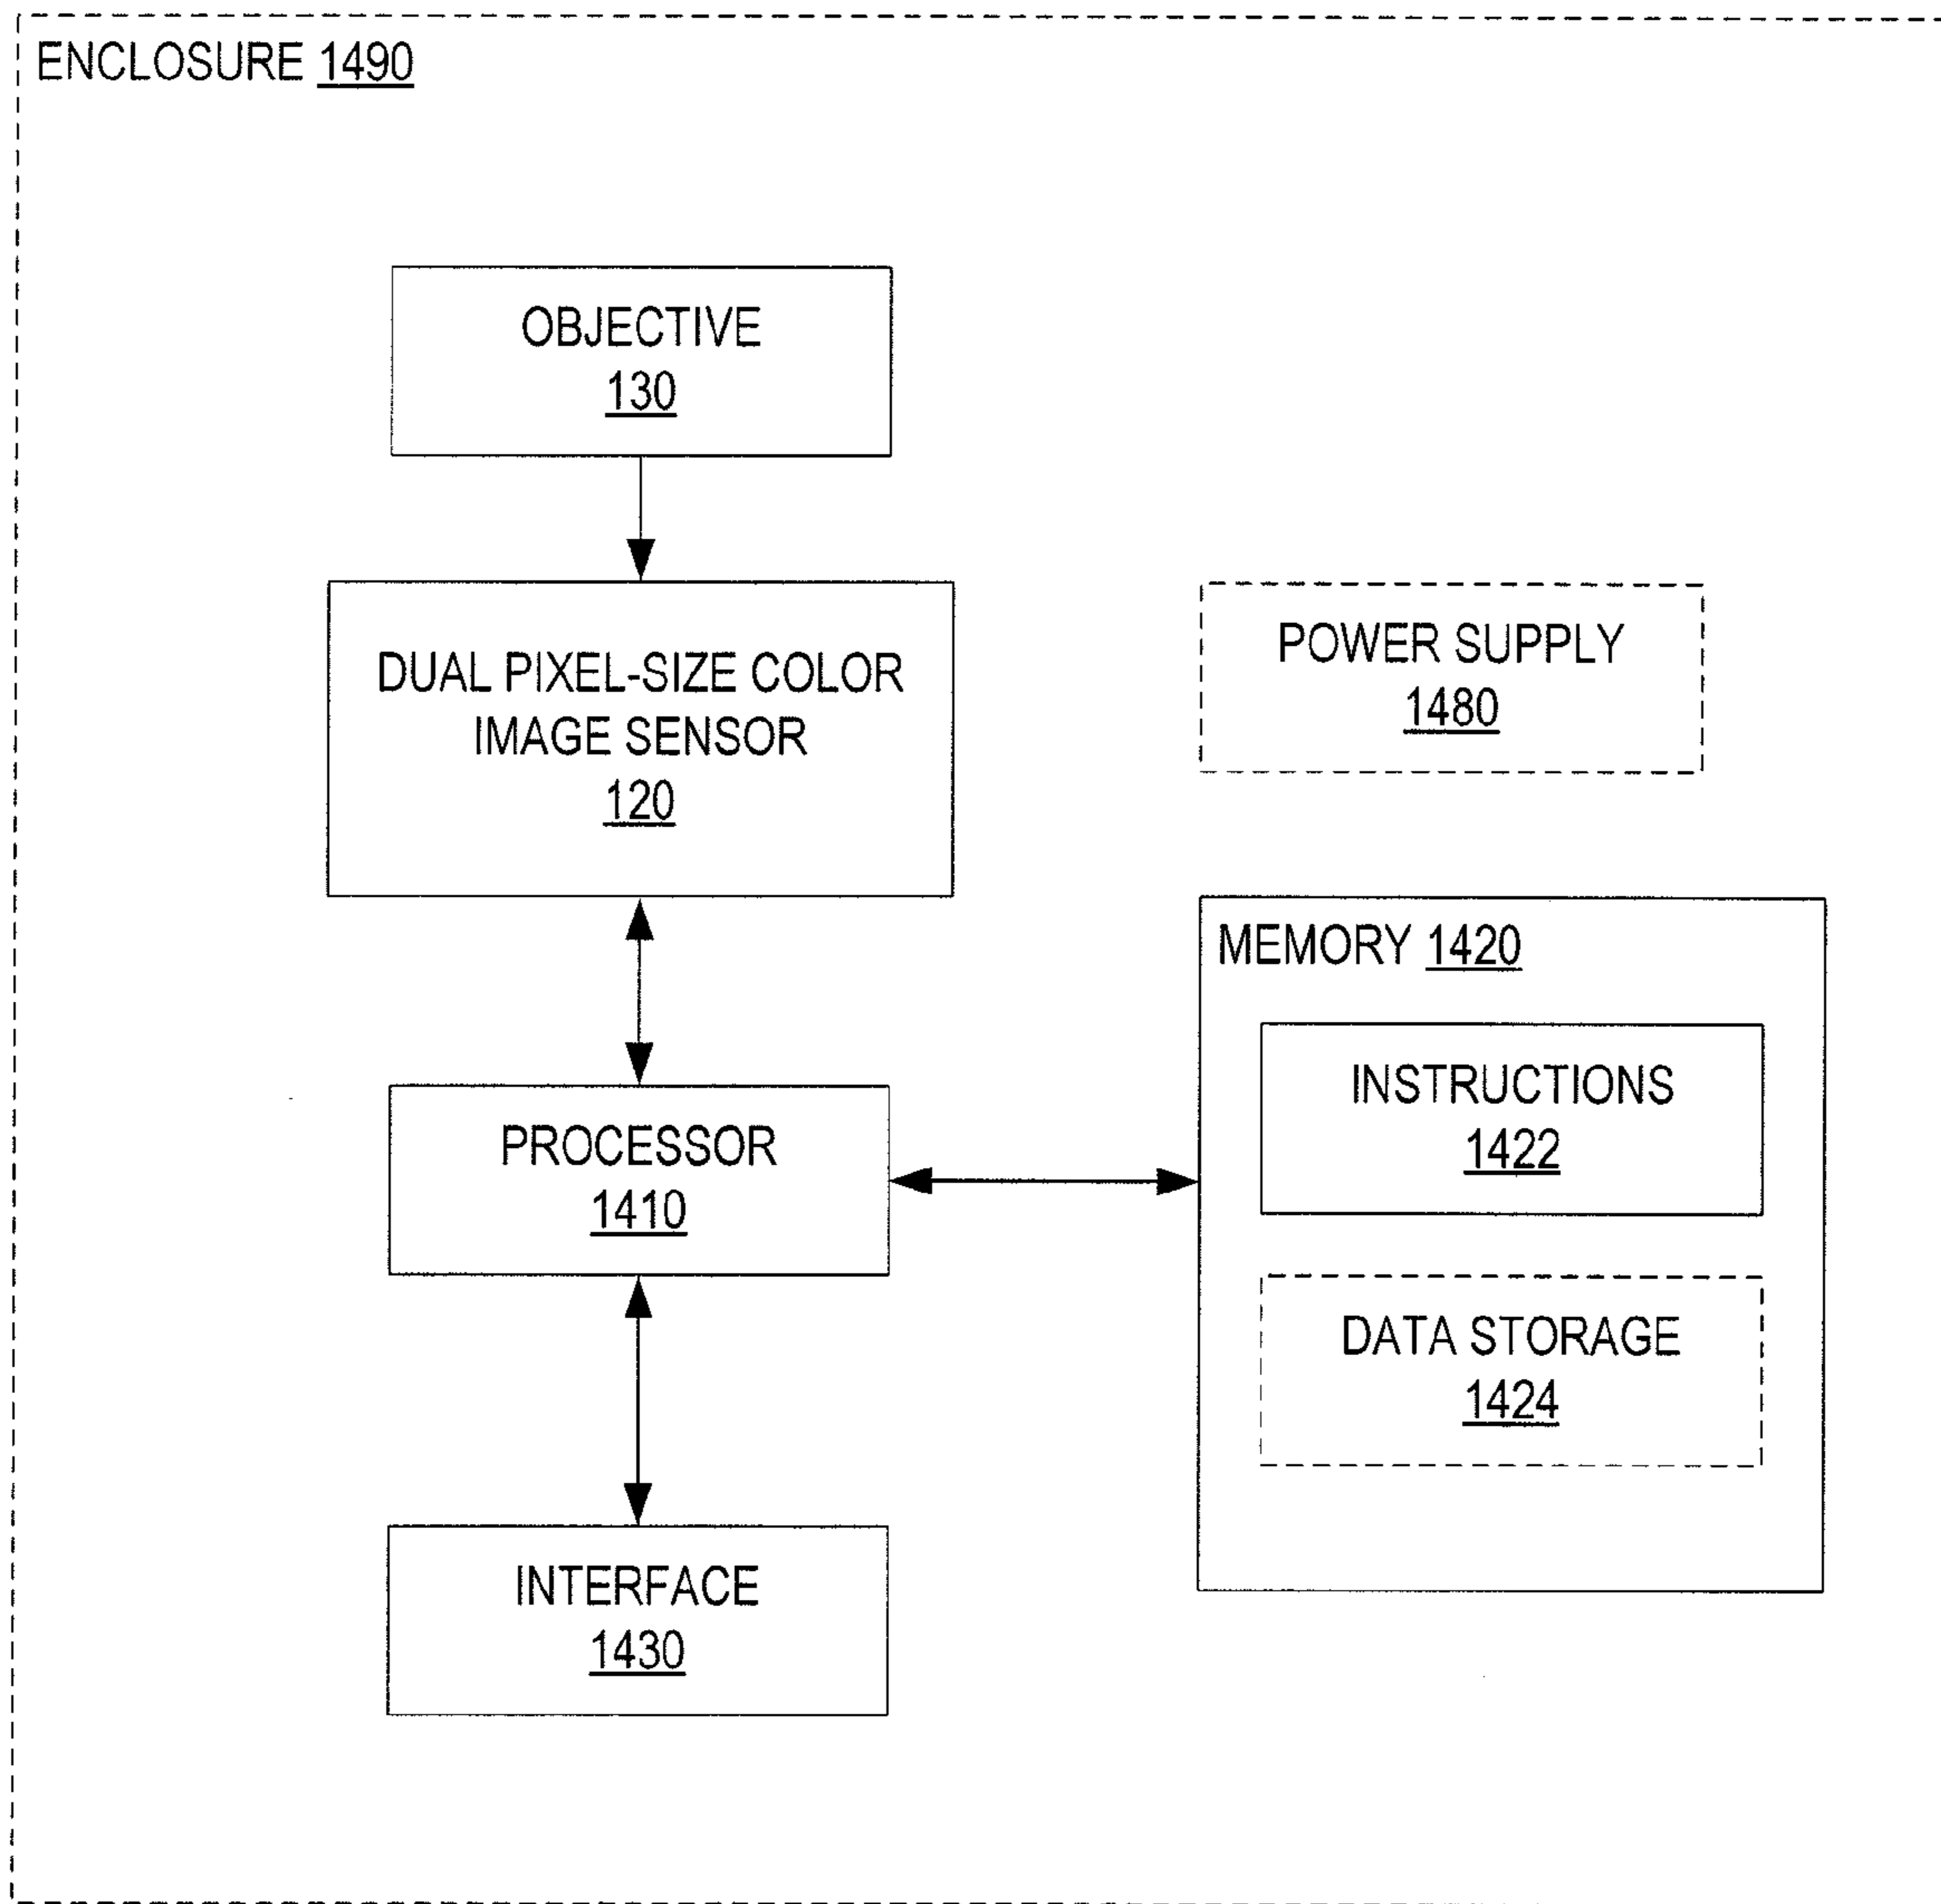 ENCLOSURE 1490
OBJECTIVE
130
DUAL PIXEL-SIZE COLOR
IMAGE SENSOR
120
POWER SUPPLY
1480
MEMORY 1420
INSTRUCTIONS
1422
PROCESSOR
1410
DATA STORAGE
1424
INTERFACE
1430